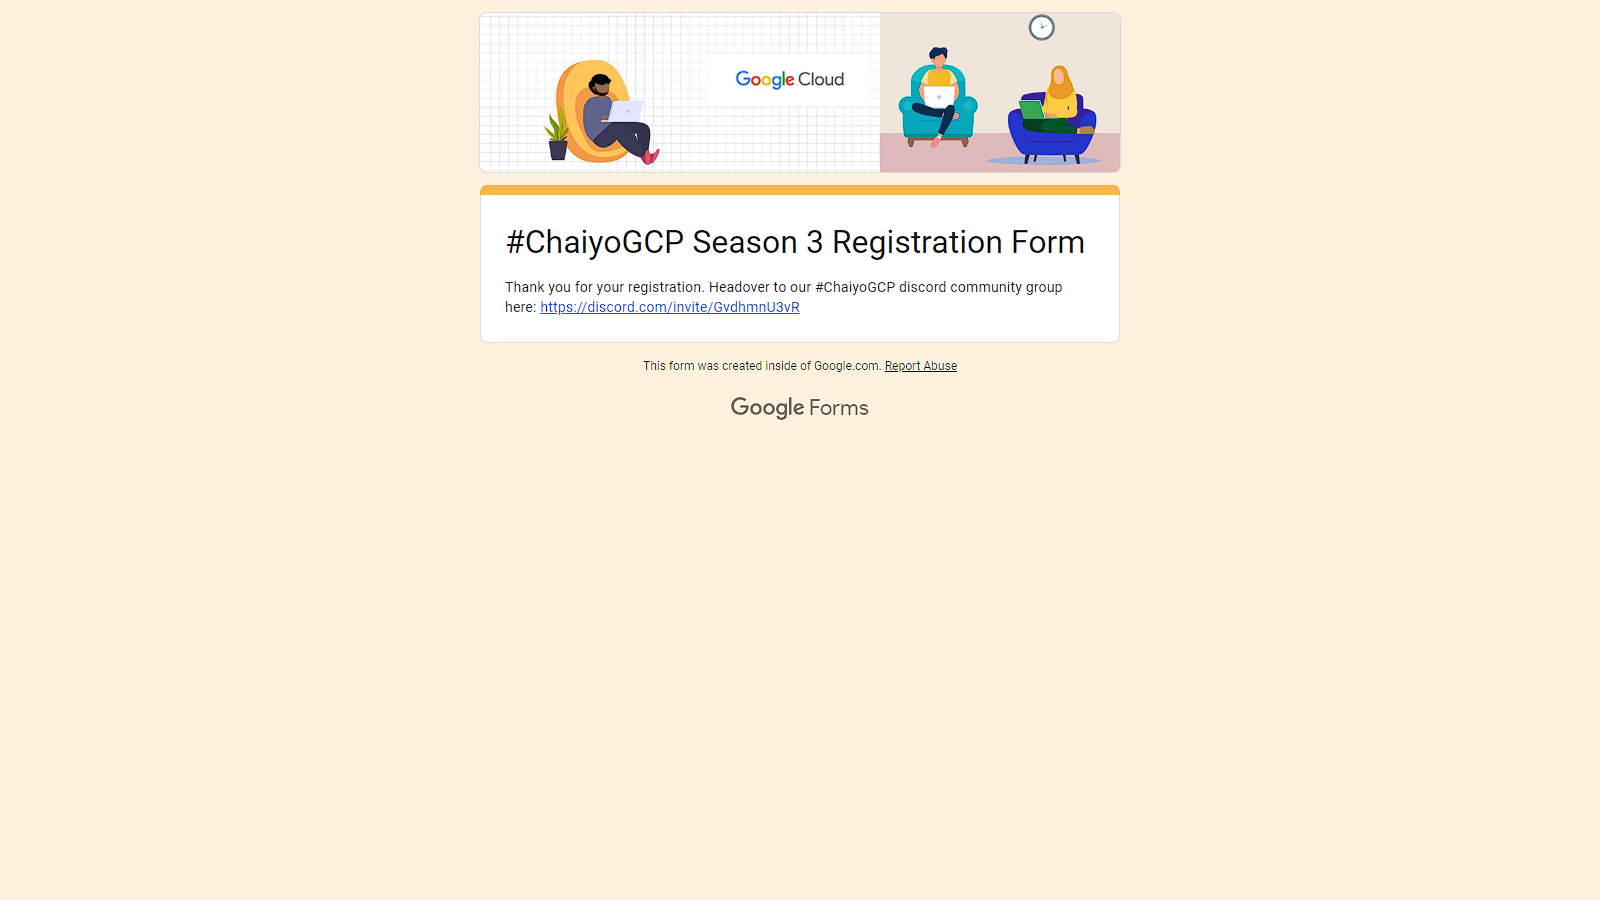 Google Cloud
#ChaiyoGCP Season 3 Registration Form
Thank you for your registration. Headover to our #ChaiyoGCP discord community group
here: https://discord.com/invite/GvdhmnU3vR
This form was created inside of Google.com. Report Abuse
Google Forms